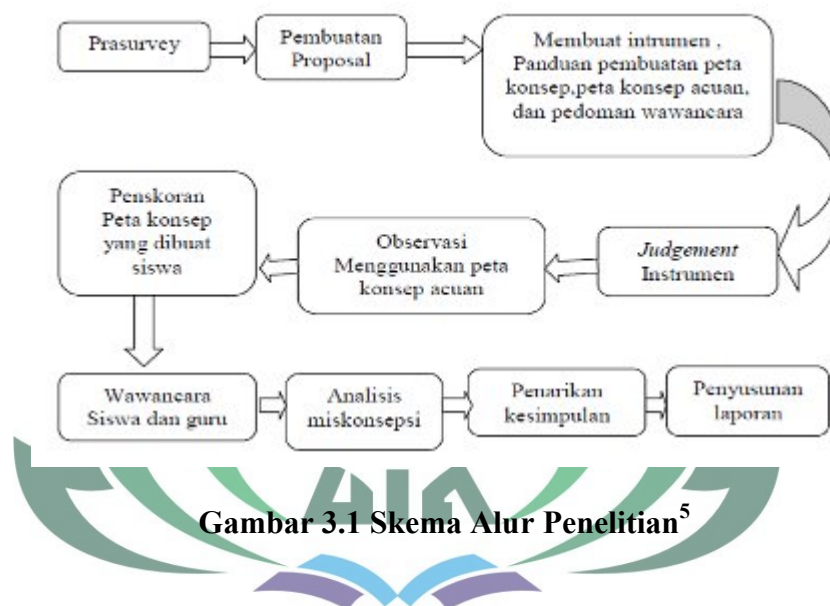 Prasurvey
Pembuatan
Proposal
Membuat intrumen ,
Panduan pembuatan peta
konsep,peta konsep acuan,
dan pedoman wawancara
Judgement
Instrumen
Observasi
Menggunakan peta
konsep acuan
Penskoran
Peta konsep
yang dibuat
siswa
Wawancara
Siswa dan guru
Analisis
miskonsepsi
Penarikan
kesimpulan
Penyusunan
laporan
Gambar 3.1 Skema Alur Penelitian⁵